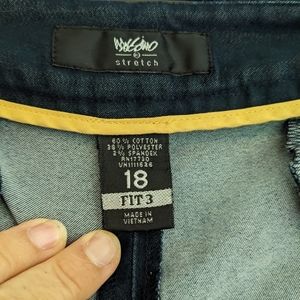 Mossimo
stretch
60% COTTON
38% POLYESTER
2% SPANDEX
RN17730
18
FIT 3
MADE IN
VIETNAM